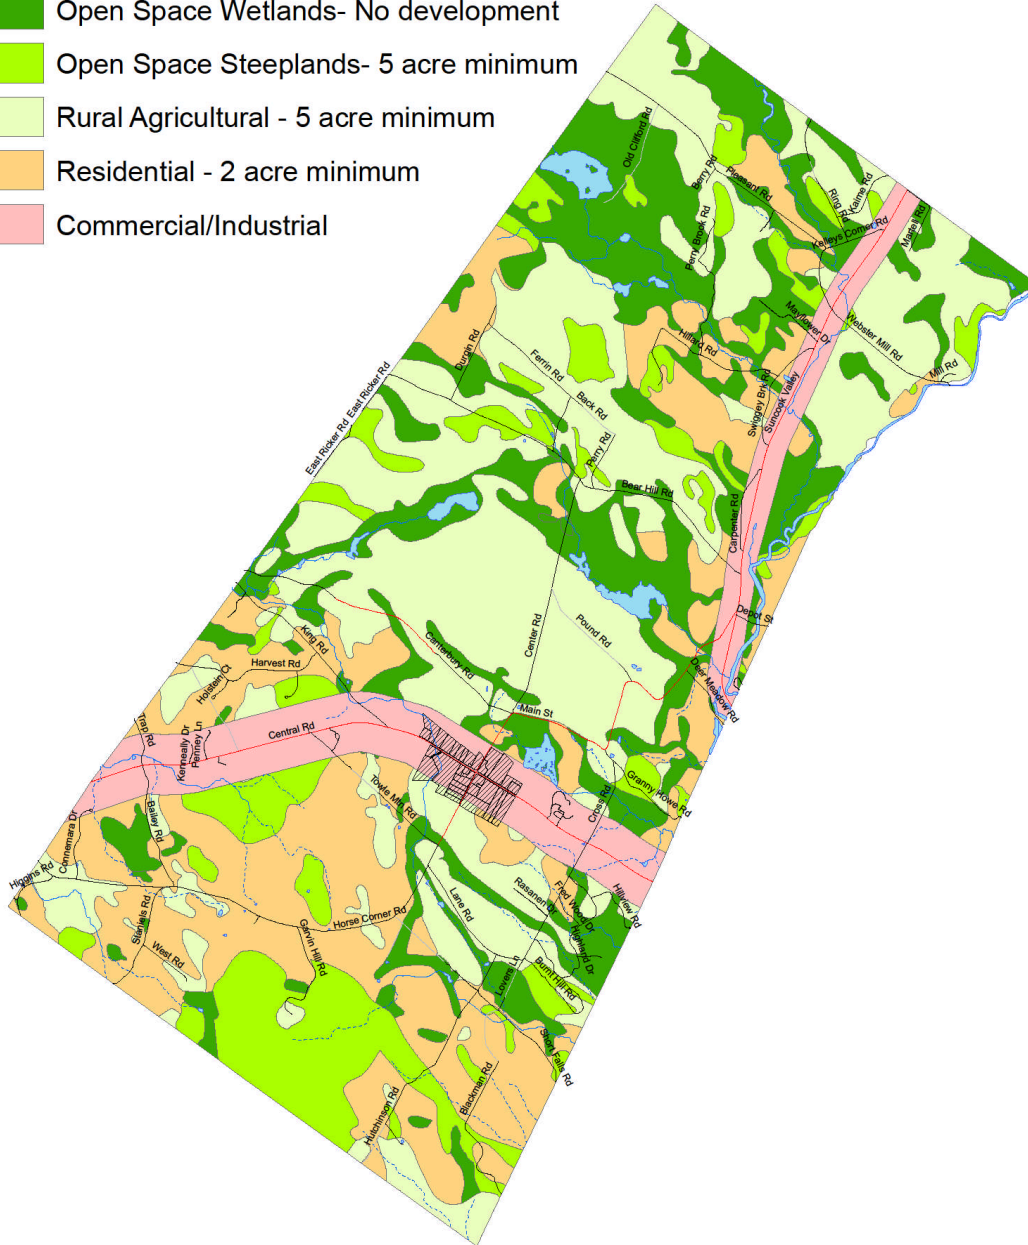 Open Space Wetlands- No development
Open Space Steeplands- 5 acre minimum
Rural Agricultural - 5 acre minimum
Residential - 2 acre minimum
Commercial/Industrial
Old Clifford Rd
Berry Rd
Pleasant Rd
Ring Rd
Kaime Rd
Kelleys Corner Rd
Martell Rd
Perry Brook Rd
Mayflower Dr
Webster Mill Rd
Mill Rd
Hillard Rd
Swiggey Brk Rd
Suncook Valley
Durgin Rd
Ferrin Rd
Back Rd
East Ricker Rd
East Ricker Rd
Perry Rd
Bear Hill Rd
Carpenter Rd
Depot St
Center Rd
Pound Rd
King Rd
Harvest Rd
Holstein Ct
Canterbury Rd
Deer Meadow Rd
Main St
Trap Rd
Kenneally Dr
Penney Ln
Central Rd
Towle Mtn Rd
Granny Howe Rd
Cross Rd
Connemara Dr
Bailey Rd
Higgins Rd
Staniels Rd
West Rd
Garvin Hill Rd
Horse Corner Rd
Lane Rd
Rasanen Dr
Fred Wood Dr
Hillview Rd
Highland Dr
Lovers Ln
Burnt Hill Rd
Short Falls Rd
Blackman Rd
Hutchinson Rd